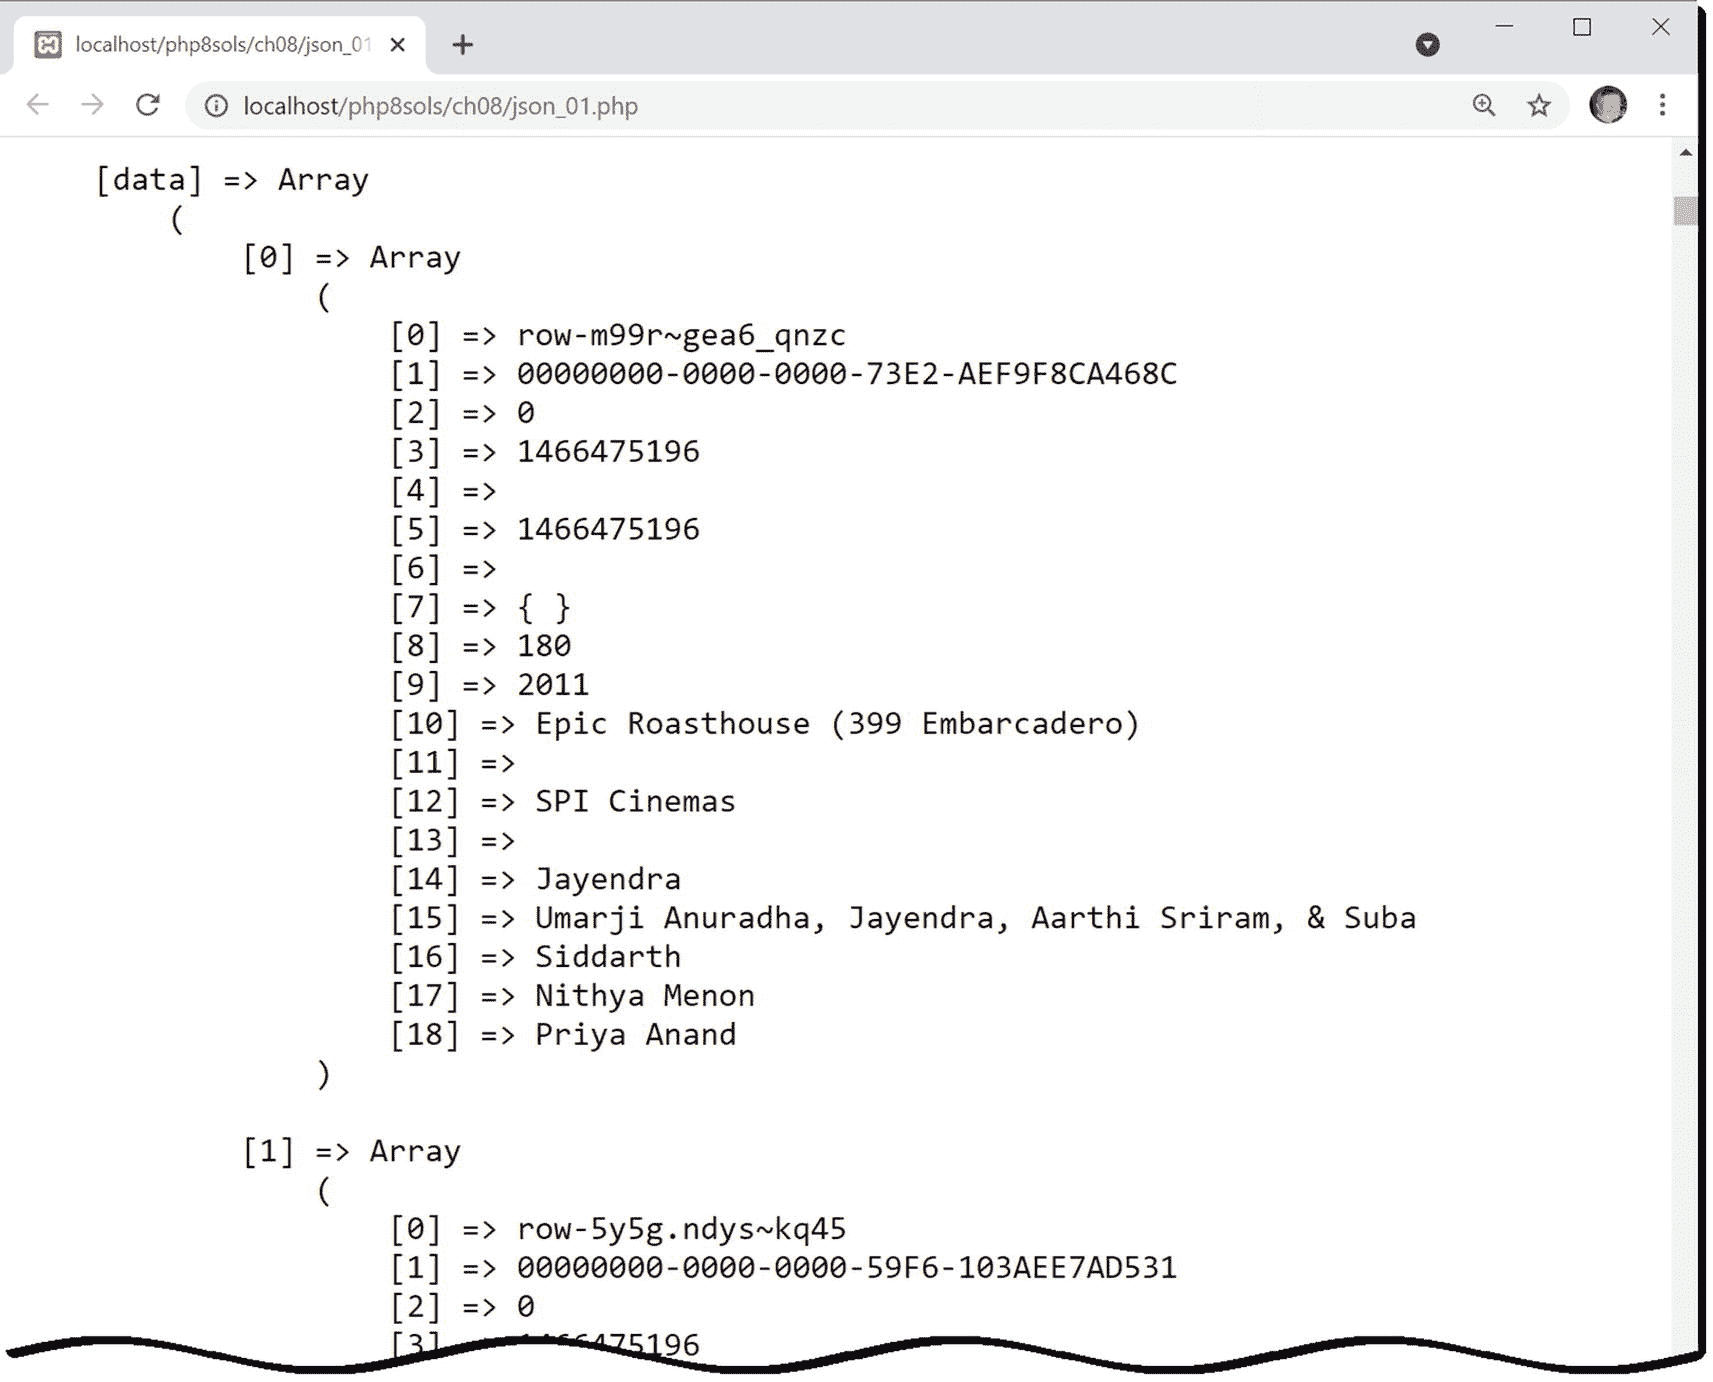 localhost/php8sols/ch08/json_01
localhost/php8sols/ch08/json_01.php
[data] => Array
(
[0] => Array
(
[0] => row-m99r~gea6_qnzc
[1] => 00000000-0000-0000-73E2-AEF9F8CA468C
[2] => 0
[3] => 1466475196
[4] =>
[5] => 1466475196
[6] =>
[7] => { }
[8] => 180
[9] => 2011
[10] => Epic Roasthouse (399 Embarcadero)
[11] =>
[12] => SPI Cinemas
[13] =>
[14] => Jayendra
[15] => Umarji Anuradha, Jayendra, Aarthi Sriram, & Suba
[16] => Siddarth
[17] => Nithya Menon
[18] => Priya Anand
)
[1] => Array
(
[0] => row-5y5g.ndys~kq45
[1] => 00000000-0000-0000-59F6-103AEE7AD531
[2] => 0
[3] => 1466475196